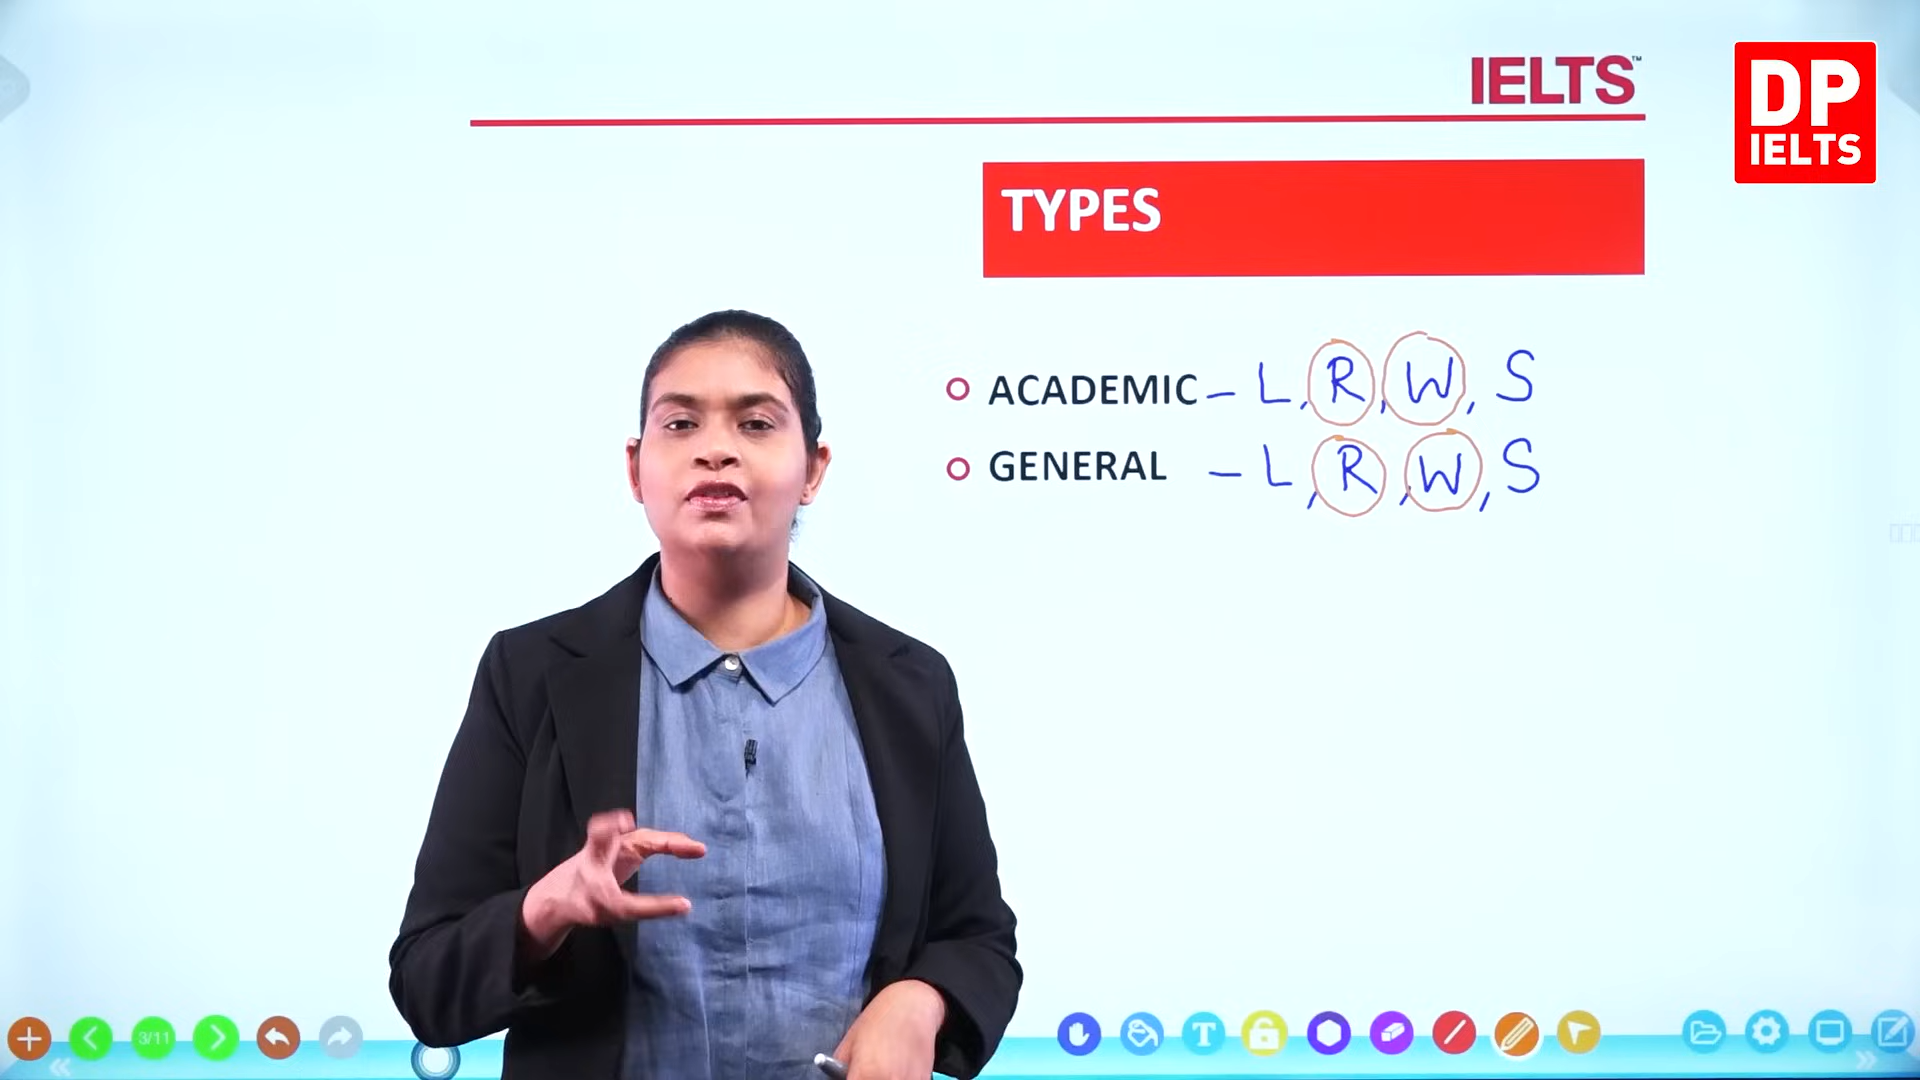 IELTS™
DP
IELTS
TYPES
ACADEMIC – L, R, W, S
GENERAL – L, R, W, S
3/11
T